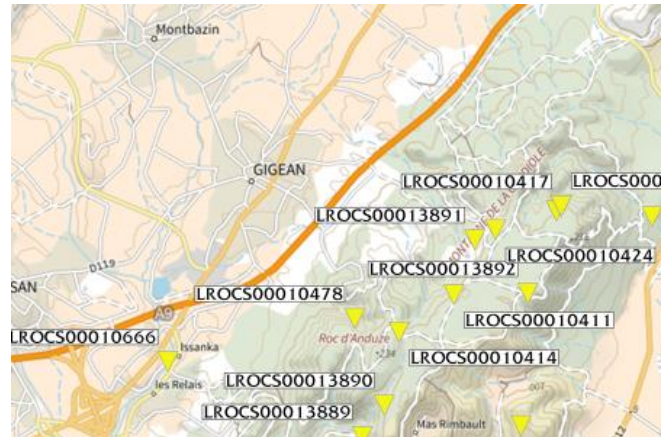 Montbazin
GIGEAN
LROCS00010417
LROCS000
LROCS00013891
D119
LROCS00013892
LROCS00010424
SAN
LROCS00010478
A9
LROCS00010411
LROCS00010666
Roc d'Anduze
Issanka
234
LROCS00010414
les Relais
LROCS00013890
LROCS00013889
Mas Rimbault